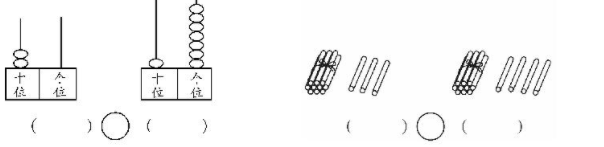 十位 个位 十位 个位
( ) ○ ( ) ( ) ○ ( )